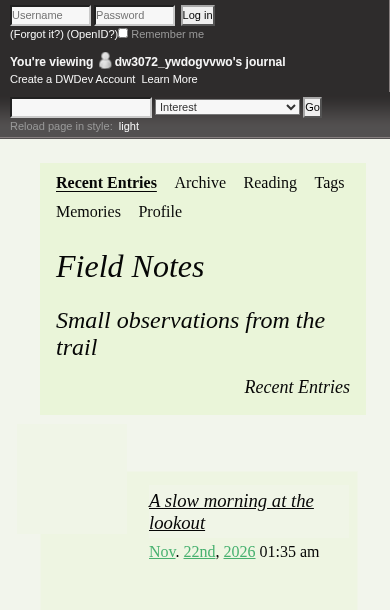 Username Password Log in
(Forgot it?) (OpenID?) Remember me
You're viewing dw3072_ywdogvvwo's journal
Create a DWDev Account Learn More
Interest Go
Reload page in style: light
Recent Entries Archive Reading Tags
Memories Profile
Field Notes
Small observations from the
trail
Recent Entries
A slow morning at the
lookout
Nov. 22nd, 2026 01:35 am